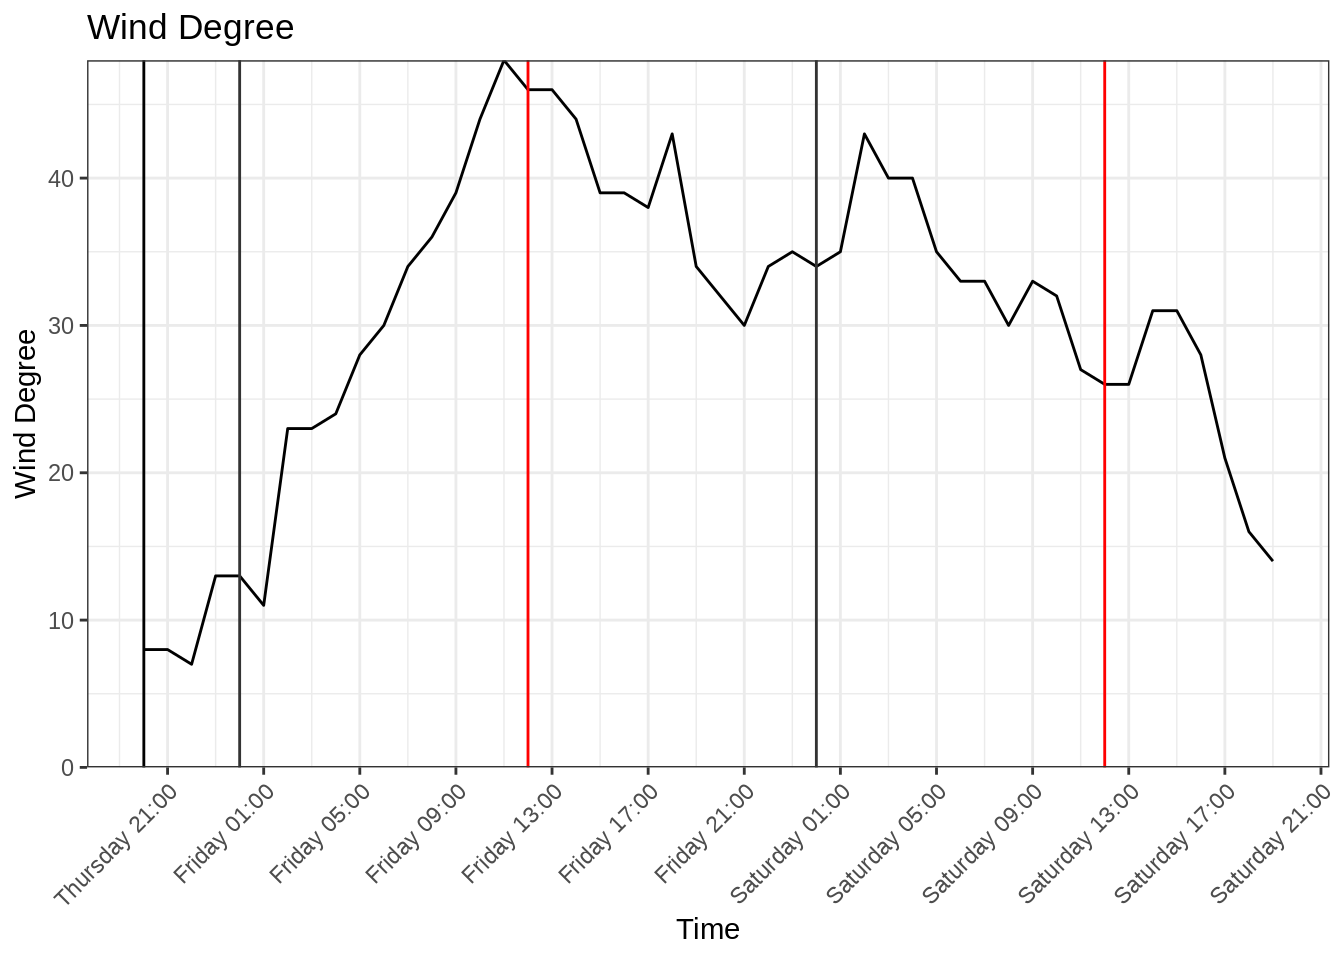 Wind Degree
Wind Degree
40
30
20
10
0
Thursday 21:00
Friday 01:00
Friday 05:00
Friday 09:00
Friday 13:00
Friday 17:00
Friday 21:00
Saturday 01:00
Saturday 05:00
Saturday 09:00
Saturday 13:00
Saturday 17:00
Saturday 21:00
Time